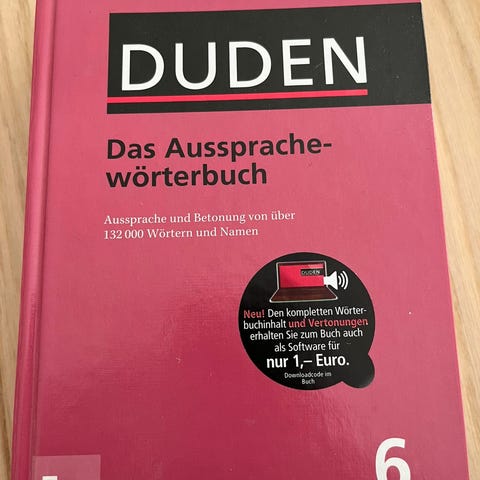 DUDEN
Das Aussprache-
wörterbuch
Aussprache und Betonung von über
132 000 Wörtern und Namen
DUDEN
Neu! Den kompletten Wörter-
buchinhalt und Vertonungen
erhalten Sie zum Buch auch
als Software für
nur 1,– Euro.
Downloadcode im
Buch
6